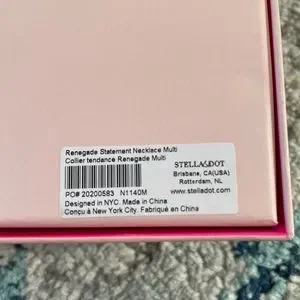 Renegade Statement Necklace Multi
Collier tendance Renegade Multi
STELLA&DOT
Brisbane, CA(USA)
Rotterdam, NL
PO# 20200583 N1140M
www.stelladot.com
Designed in NYC. Made in China
Conçu à New York City. Fabriqué en China